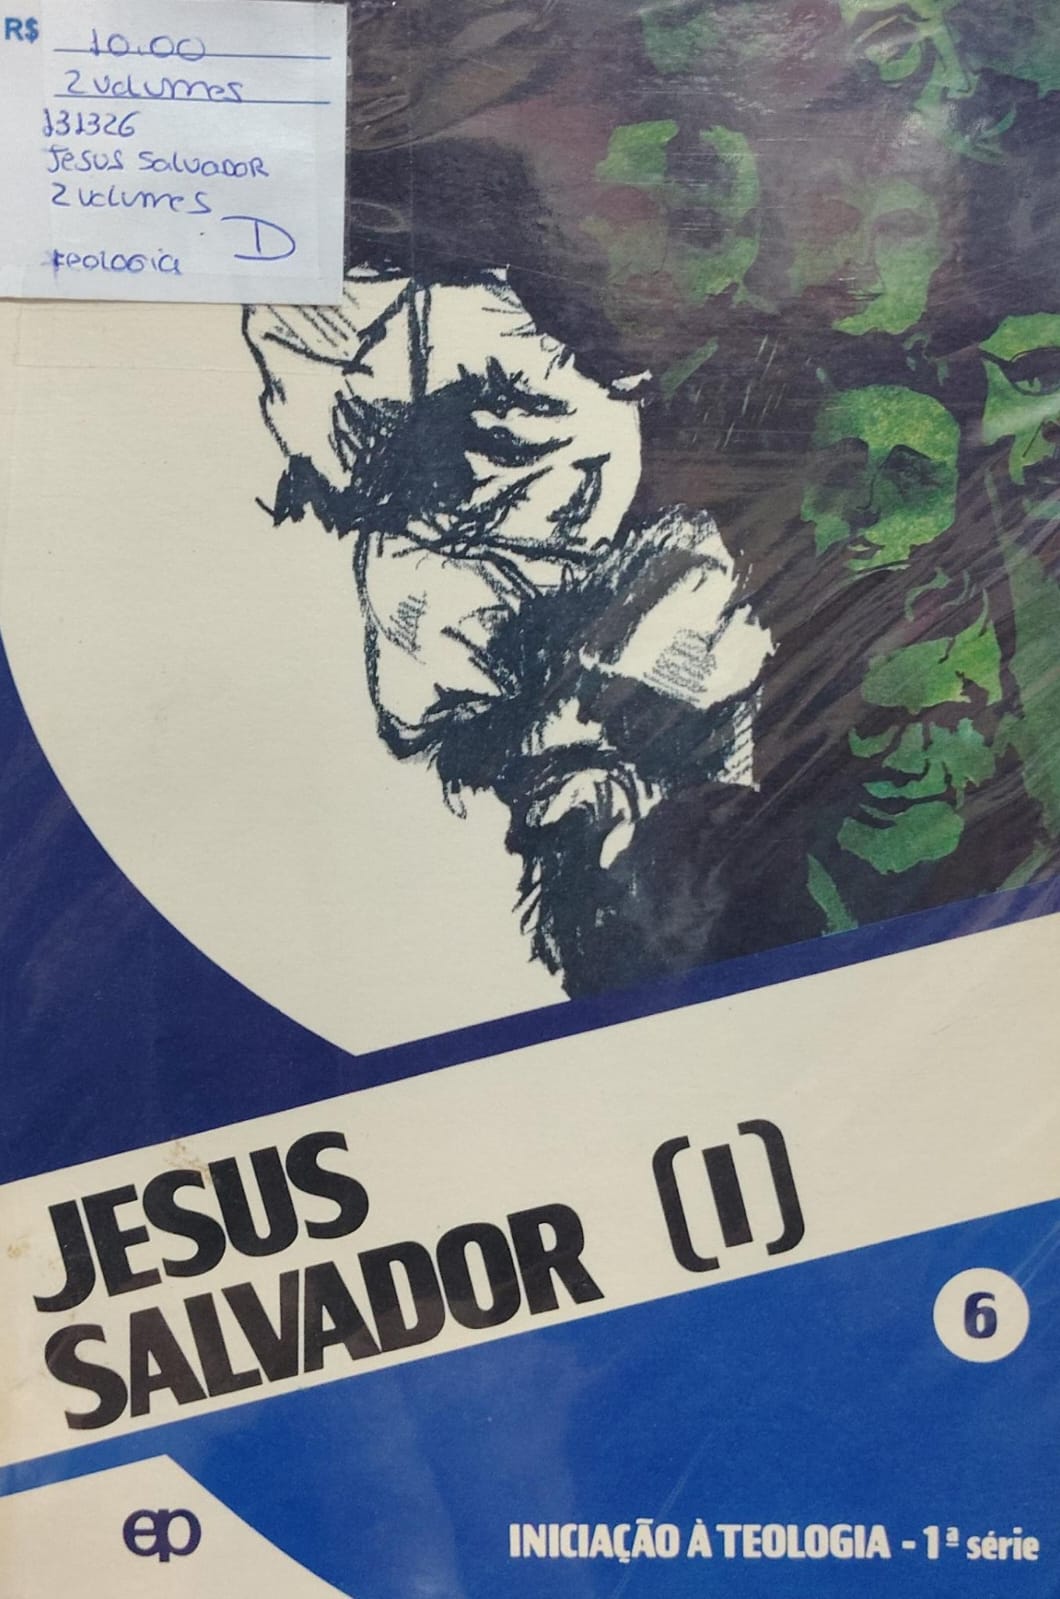 R$ 10.00
2 volumes
131326
Jesus Salvador
2 volumes
D
teologia
JESUS
SALVADOR (I)
6
ep
INICIAÇÃO À TEOLOGIA - 1ª série